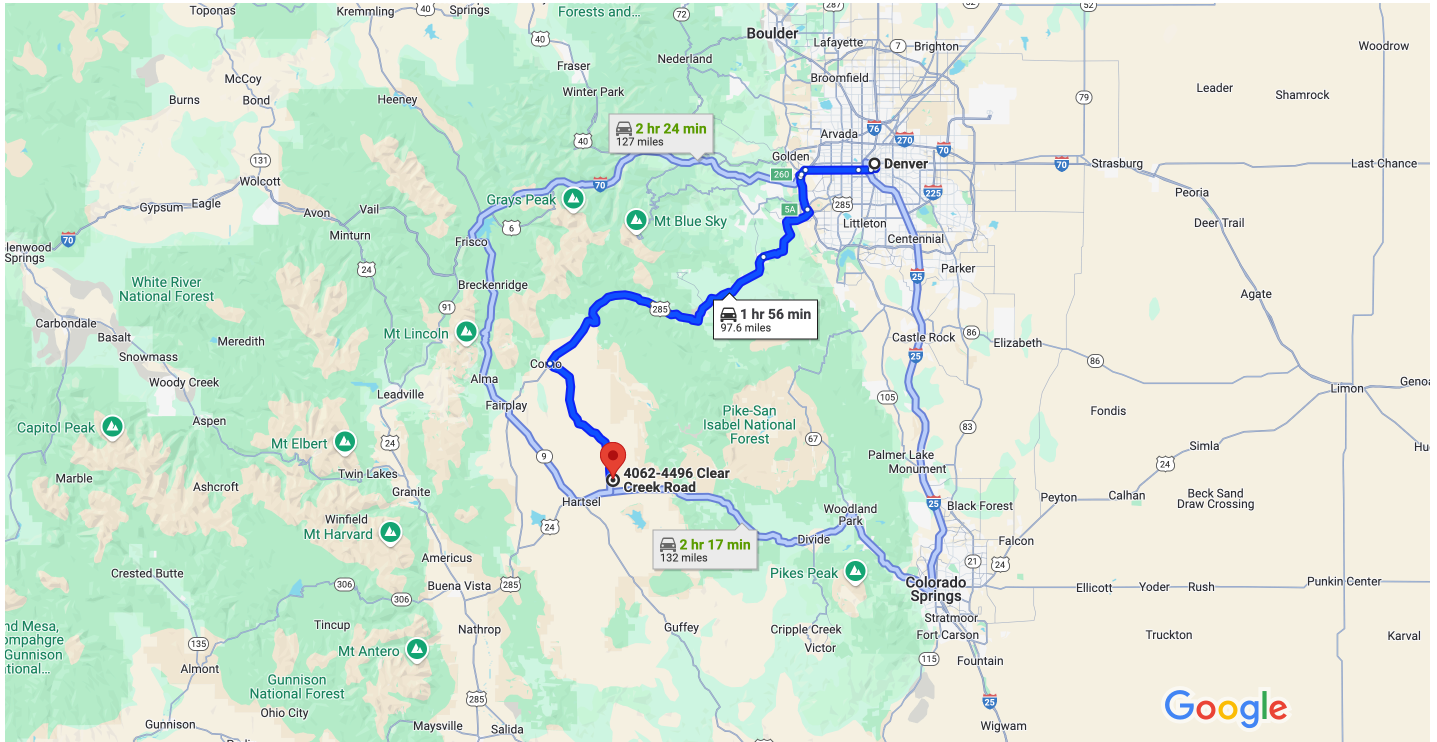 Toponas
Kremmling
40
Springs
Forests and...
72
287
52
52
Boulder
Lafayette
7
Brighton
Woodrow
40
Nederland
Fraser
McCoy
Broomfield
Burns
Bond
Heeney
Winter Park
79
Leader
Shamrock
2 hr 24 min
127 miles
40
Arvada
76
270
70
131
Golden
Denver
70
Strasburg
Last Chance
Wolcott
260
70
225
Peoria
Gypsum
Eagle
Avon
Vail
Grays Peak
5A
285
Deer Trail
70
Minturn
Frisco
6
Mt Blue Sky
Littleton
Centennial
Glenwood
Springs
24
Parker
25
White River
National Forest
Breckenridge
Agate
91
285
1 hr 56 min
97.6 miles
Carbondale
Basalt
Mt Lincoln
Castle Rock
86
Elizabeth
Snowmass
Meredith
25
86
Como
Woody Creek
Alma
Limon
Genoa
Leadville
Fairplay
105
Capitol Peak
Aspen
Pike-San
Isabel National
Forest
Fondis
24
Mt Elbert
67
83
Simla
9
Palmer Lake
Monument
24
Marble
Twin Lakes
4062-4496 Clear
Creek Road
Ashcroft
Granite
Peyton
Calhan
Beck Sand
Draw Crossing
Hartsel
25
Black Forest
Winfield
Woodland
Park
Mt Harvard
24
2 hr 17 min
132 miles
Divide
Falcon
Americus
21
24
Crested Butte
Pikes Peak
306
Buena Vista
285
Colorado
Springs
Ellicott
Yoder
Rush
Punkin Center
306
Stratmoor
Tincup
Nathrop
Guffey
Cripple Creek
Fort Carson
Truckton
Karval
nd Mesa,
ompahgre
Gunnison
ational...
135
Victor
Mt Antero
115
Fountain
Almont
Gunnison
National Forest
285
25
Ohio City
Google
Gunnison
Maysville
Salida
Wigwam